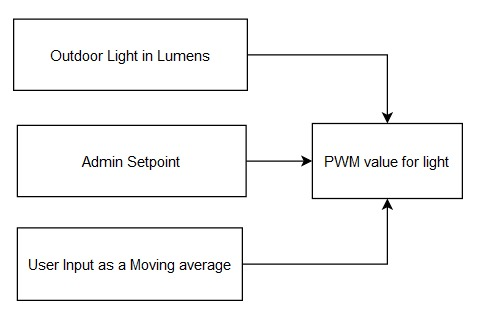 Outdoor Light in Lumens
Admin Setpoint
PWM value for light
User Input as a Moving average